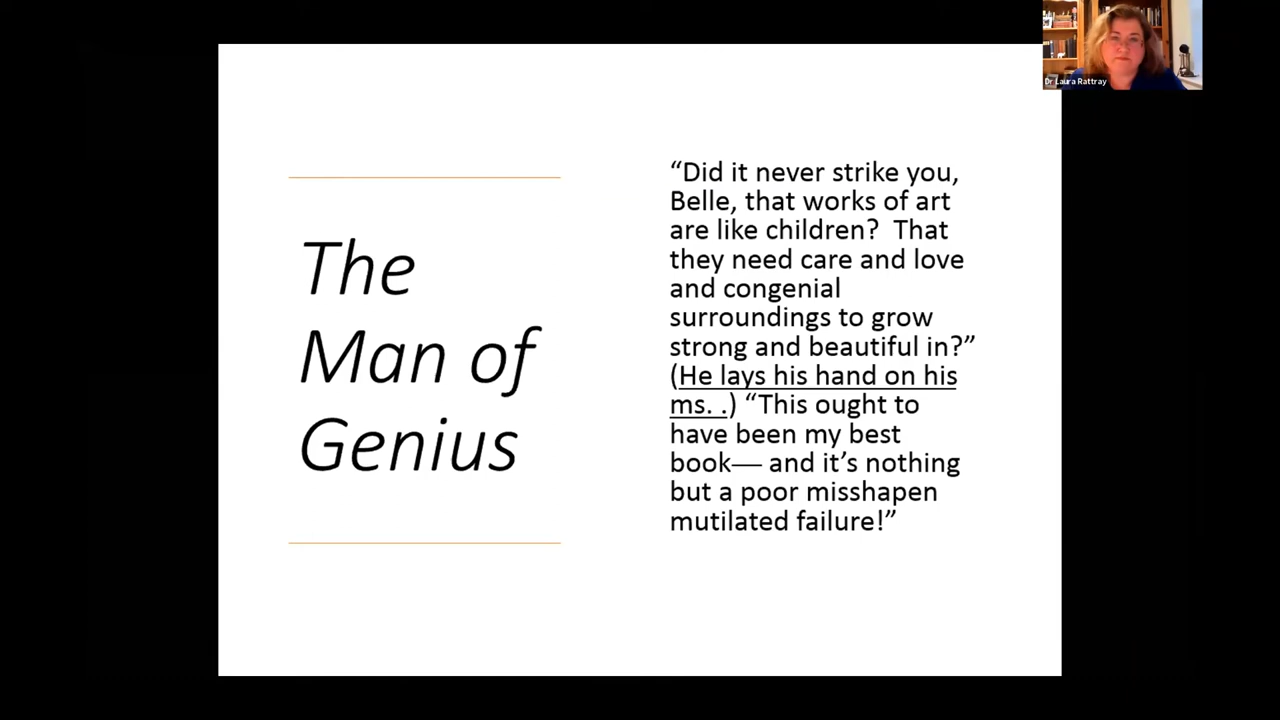 Dr Laura Rattray
The
Man of
Genius
“Did it never strike you,
Belle, that works of art
are like children?  That
they need care and love
and congenial
surroundings to grow
strong and beautiful in?”
(He lays his hand on his
ms. .) “This ought to
have been my best
book— and it’s nothing
but a poor misshapen
mutilated failure!”